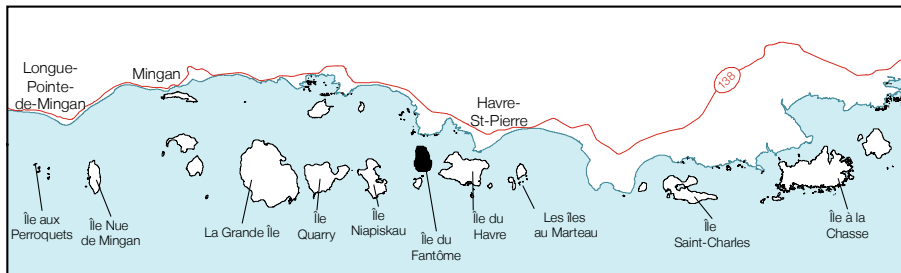 Longue-
Pointe-
de-Mingan
Mingan
Havre-
St-Pierre
138
Île aux
Perroquets
Île Nue
de Mingan
La Grande Île
Île
Quarry
Île
Niapiskau
Île du
Fantôme
Île du
Havre
Les îles
au Marteau
Île
Saint-Charles
Île à la
Chasse